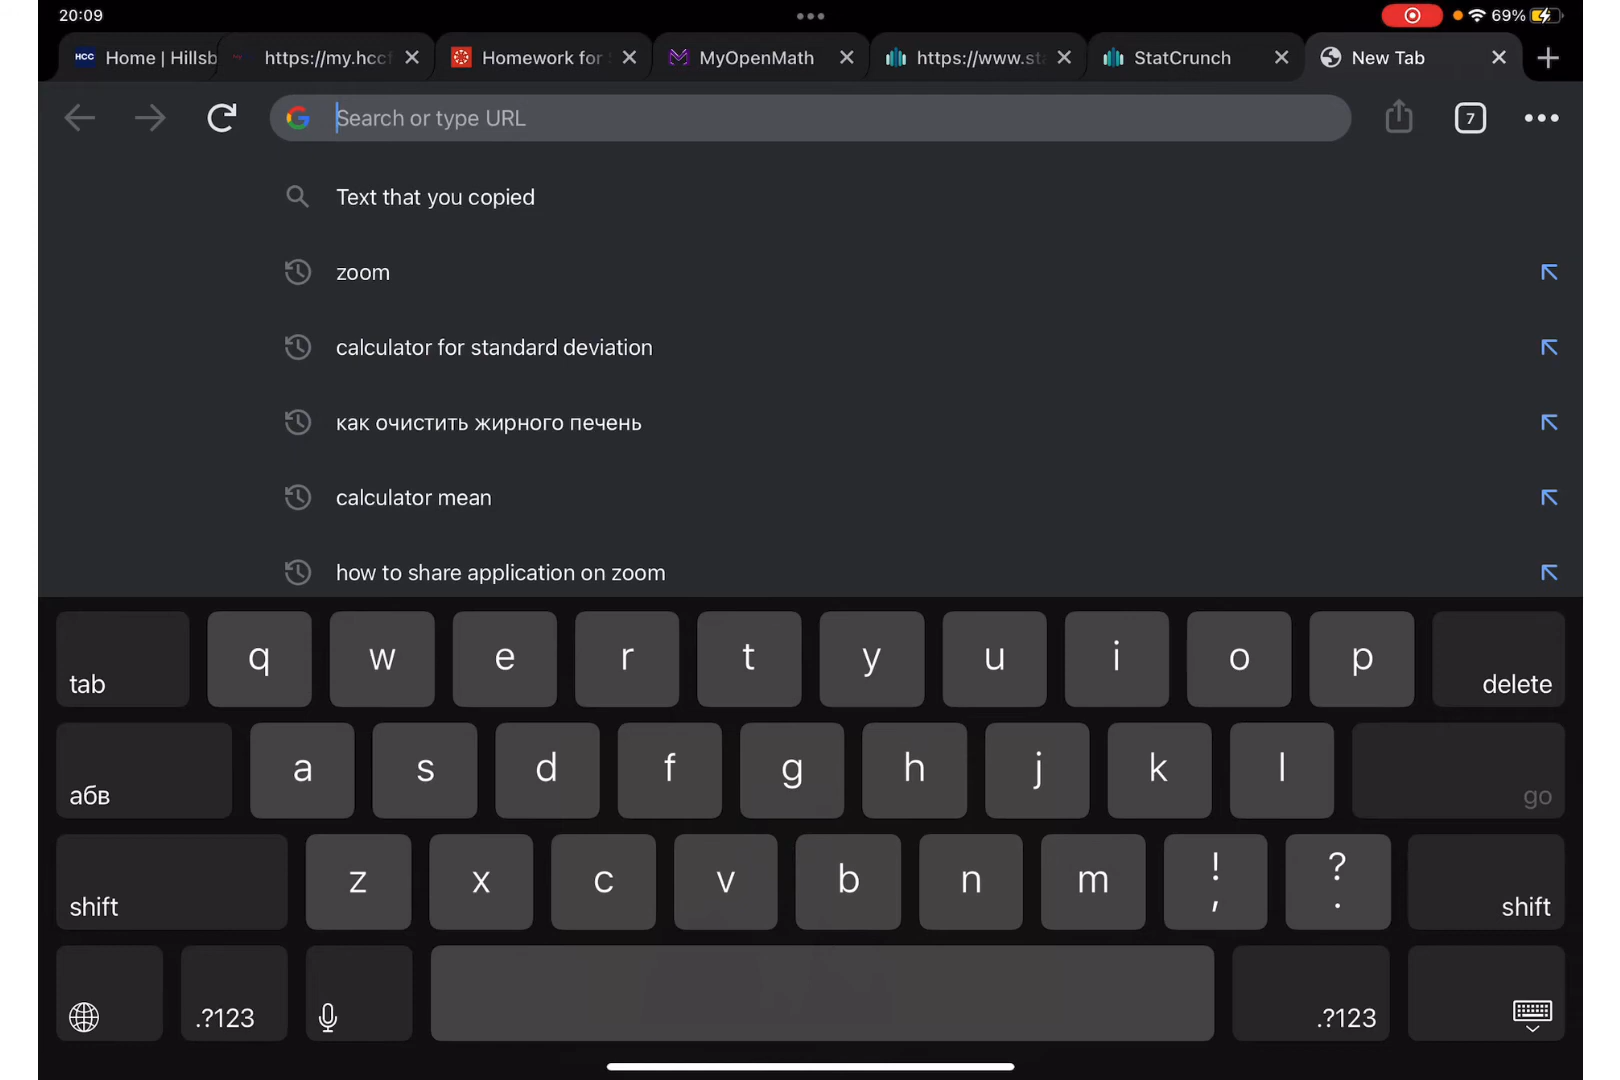 20:09
69%
HCC Home | Hillsb
https://my.hccf
Homework for
MyOpenMath
https://www.sta
StatCrunch
New Tab
Search or type URL
7
Text that you copied
zoom
calculator for standard deviation
как очистить жирного печень
calculator mean
how to share application on zoom
tab q w e r t y u i o p delete
абв a s d f g h j k l go
shift z x c v b n m ! , ? . shift
.?123 .?123